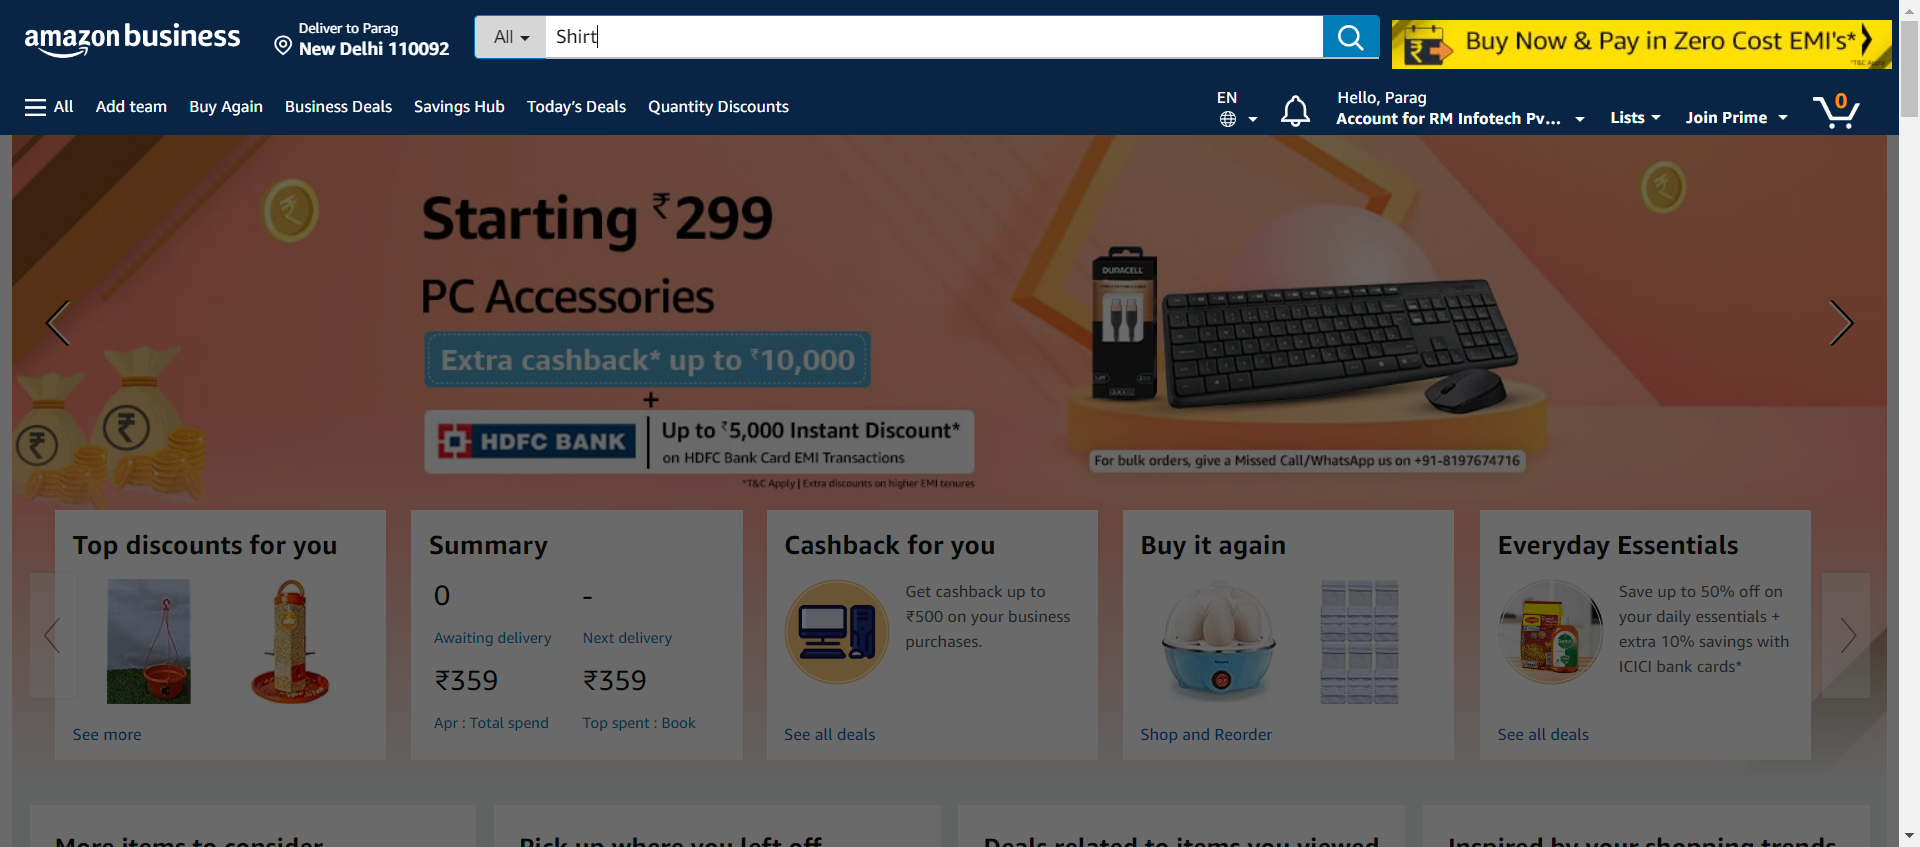 amazon business
Deliver to Parag
New Delhi 110092
All
Shirt
Buy Now & Pay in Zero Cost EMI's*
All
Add team
Buy Again
Business Deals
Savings Hub
Today's Deals
Quantity Discounts
EN
Hello, Parag
Account for RM Infotech Pv...
Lists
Join Prime
0
Starting ₹299
PC Accessories
Extra cashback* up to ₹10,000
+
HDFC BANK
Up to ₹5,000 Instant Discount*
on HDFC Bank Card EMI Transactions
*T&C Apply | Extra discounts on higher EMI tenures
DURACELL
For bulk orders, give a Missed Call/WhatsApp us on +91-8197674716
Top discounts for you
See more
Summary
0
-
Awaiting delivery
Next delivery
₹359
₹359
Apr : Total spend
Top spent : Book
Cashback for you
Get cashback up to
₹500 on your business
purchases.
See all deals
Buy it again
Shop and Reorder
Everyday Essentials
Save up to 50% off on
your daily essentials +
extra 10% savings with
ICICI bank cards*
See all deals
More items to consider
Pick up where you left off
Deals related to items you viewed
Inspired by your shopping trends